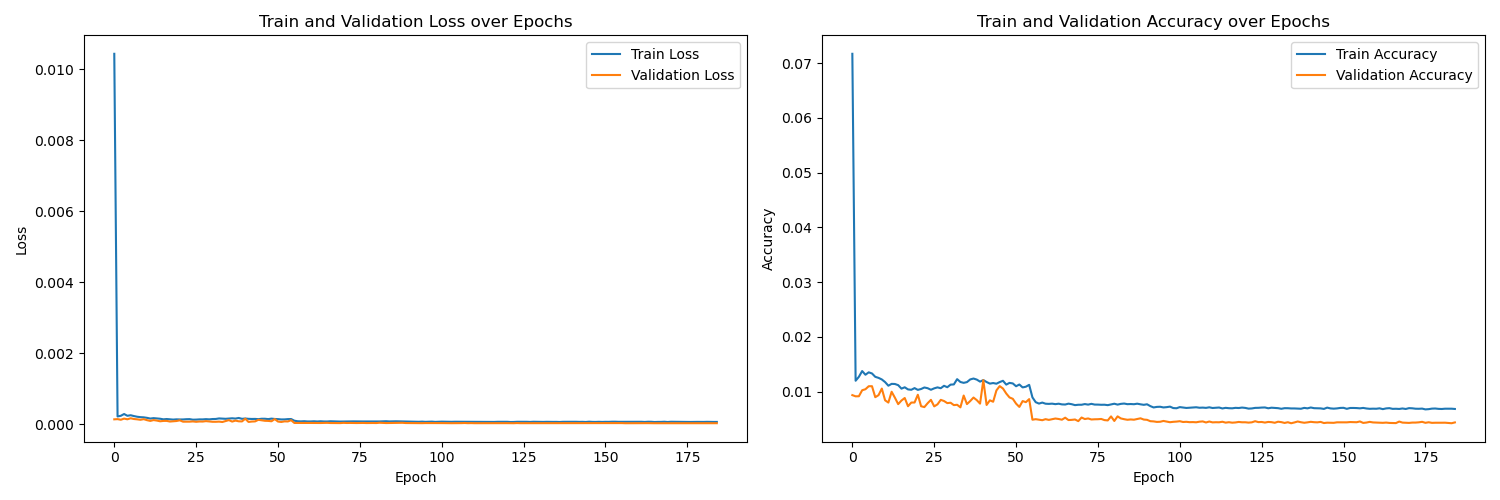 Train and Validation Loss over Epochs
Train Loss
Validation Loss
0.010
0.008
0.006
0.004
0.002
0.000
Loss
0
25
50
75
100
125
150
175
Epoch
Train and Validation Accuracy over Epochs
Train Accuracy
Validation Accuracy
0.07
0.06
0.05
0.04
0.03
0.02
0.01
Accuracy
0
25
50
75
100
125
150
175
Epoch